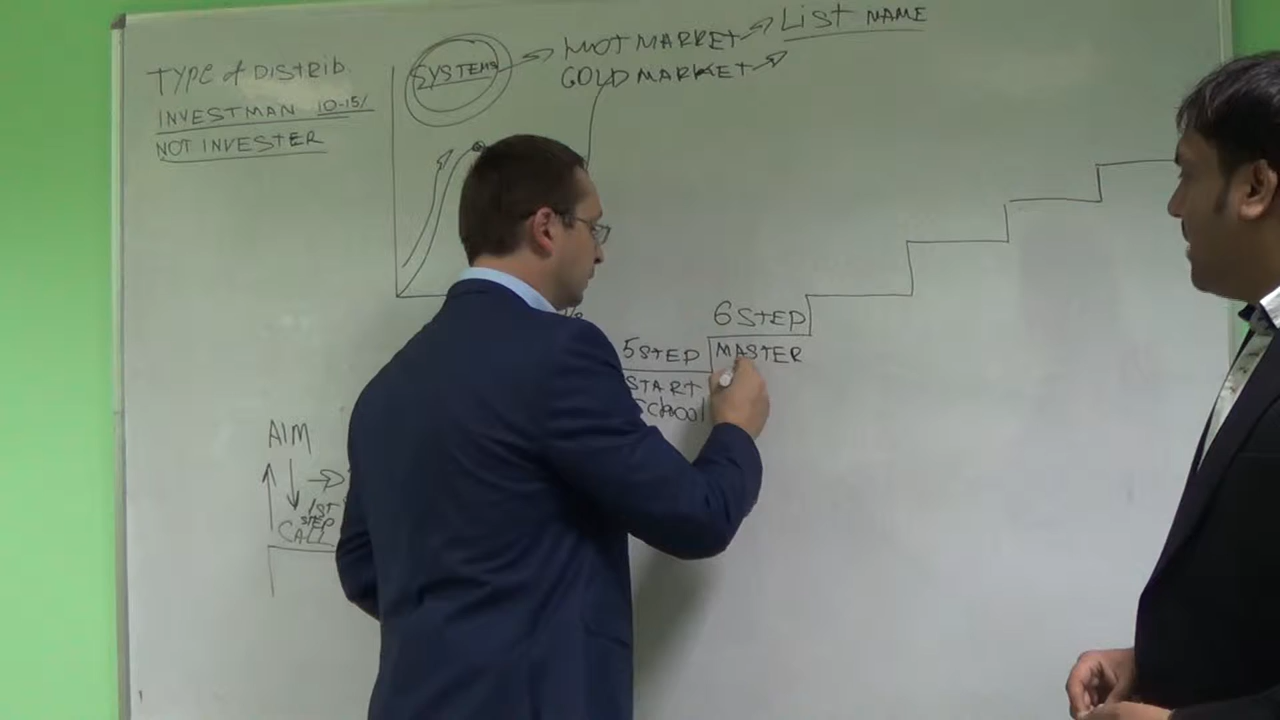 TYPE of DISTRIB
INVESTMAN 10-15%
NOT INVESTER
SYSTEMS
HOT MARKET
COLD MARKET
LIST NAME
6 STEP
MASTER
5 STEP
START
School
AIM
1ST
STEP
CALL